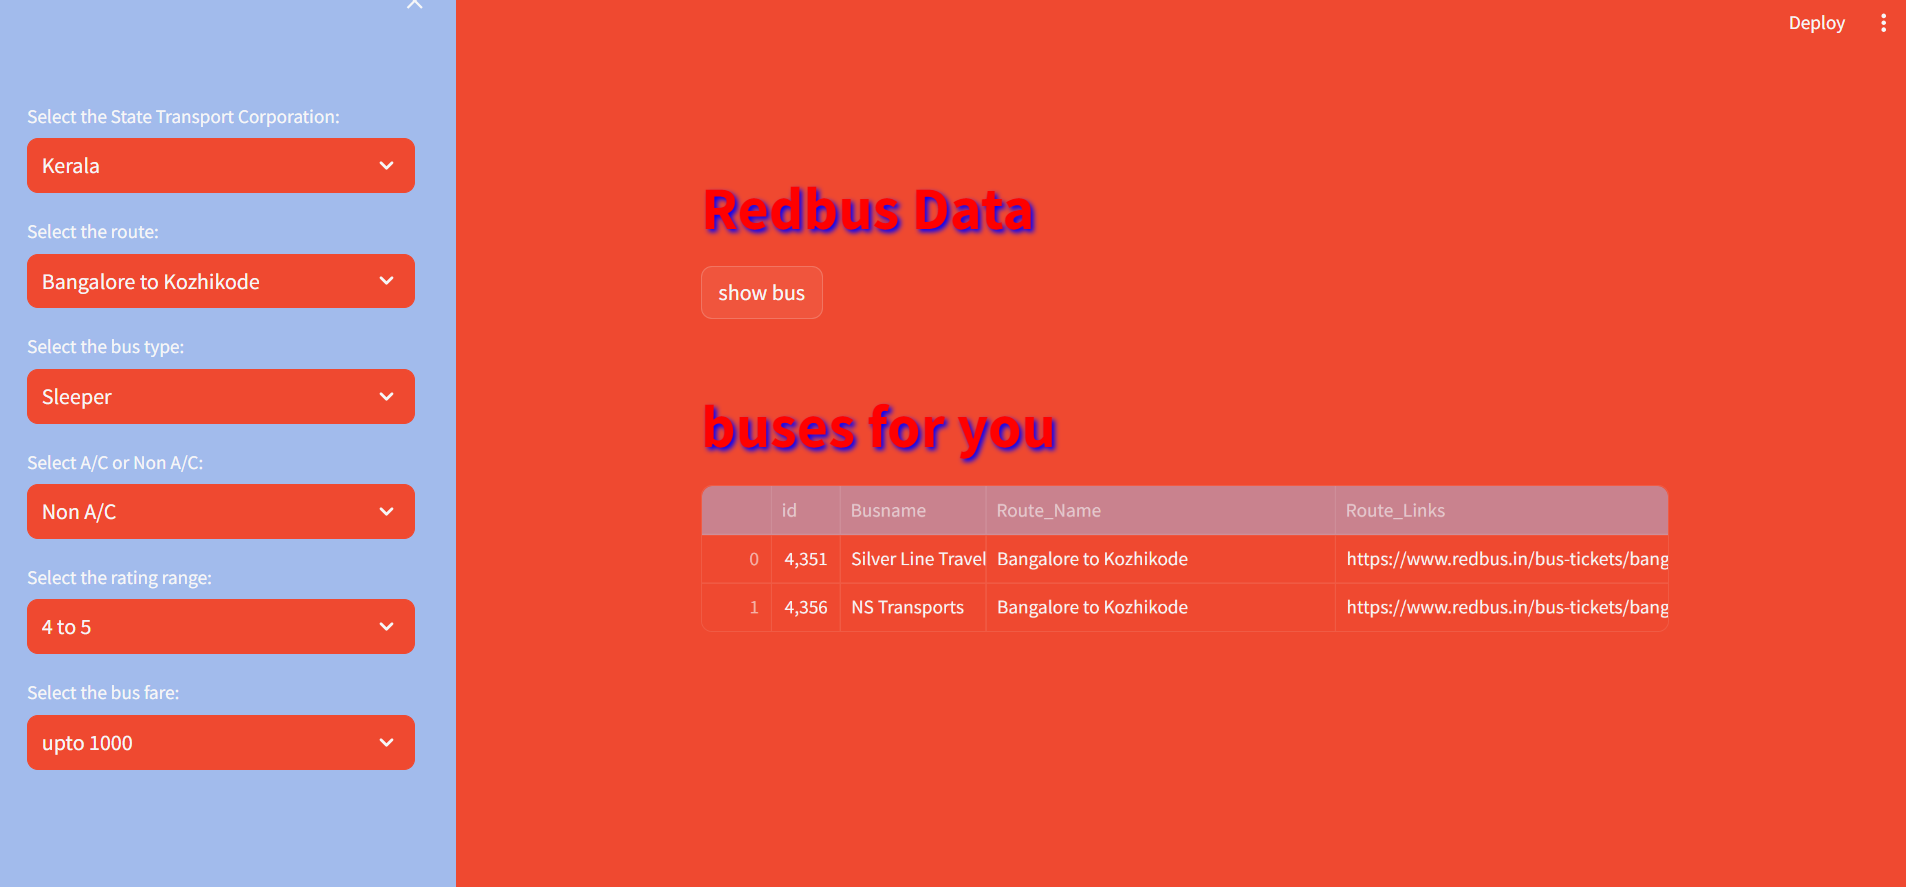 Deploy
Select the State Transport Corporation:
Kerala
Select the route:
Bangalore to Kozhikode
Select the bus type:
Sleeper
Select A/C or Non A/C:
Non A/C
Select the rating range:
4 to 5
Select the bus fare:
upto 1000
Redbus Data
show bus
buses for you
id Busname Route_Name Route_Links
0 4,351 Silver Line Travel Bangalore to Kozhikode https://www.redbus.in/bus-tickets/bang
1 4,356 NS Transports Bangalore to Kozhikode https://www.redbus.in/bus-tickets/bang